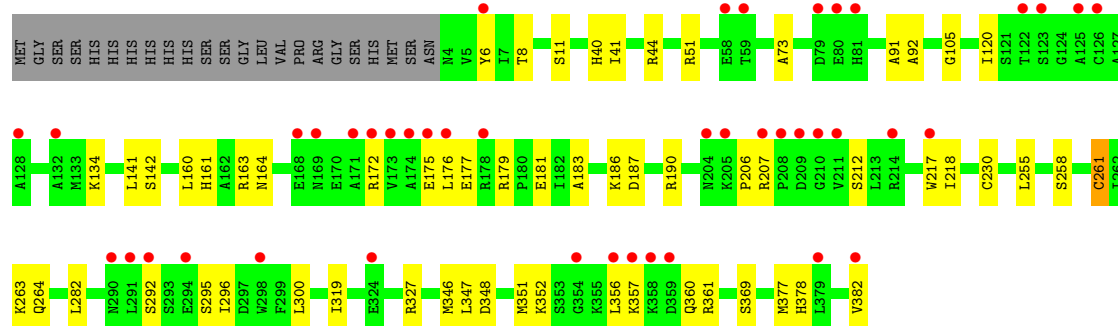 MET GLY SER SER HIS HIS HIS HIS HIS HIS SER SER GLY LEU VAL PRO ARG GLY SER HIS MET SER ASN N4 V5 Y6 I7 T8 S11 H40 I41 R44 R51 E58 T59 A73 D79 E80 H81 A91 A92 G105 I120 S121 T122 S123 G124 A125 C126 A127
A128 A132 M133 K134 L141 S142 L160 H161 A162 R163 N164 E168 N169 E170 A171 R172 V173 A174 E175 L176 E177 R178 R179 P180 E181 I182 A183 K186 D187 R190 N204 K205 P206 R207 P208 D209 G210 V211 S212 L213 R214 W217 I218 C230 L255 S258 C261 I262
K263 Q264 L282 N290 L291 S292 S293 E294 S295 I296 D297 W298 F299 L300 I319 E324 R327 M346 L347 D348 M351 K352 S353 G354 K355 L356 K357 K358 D359 Q360 R361 S369 M377 H378 L379 V382